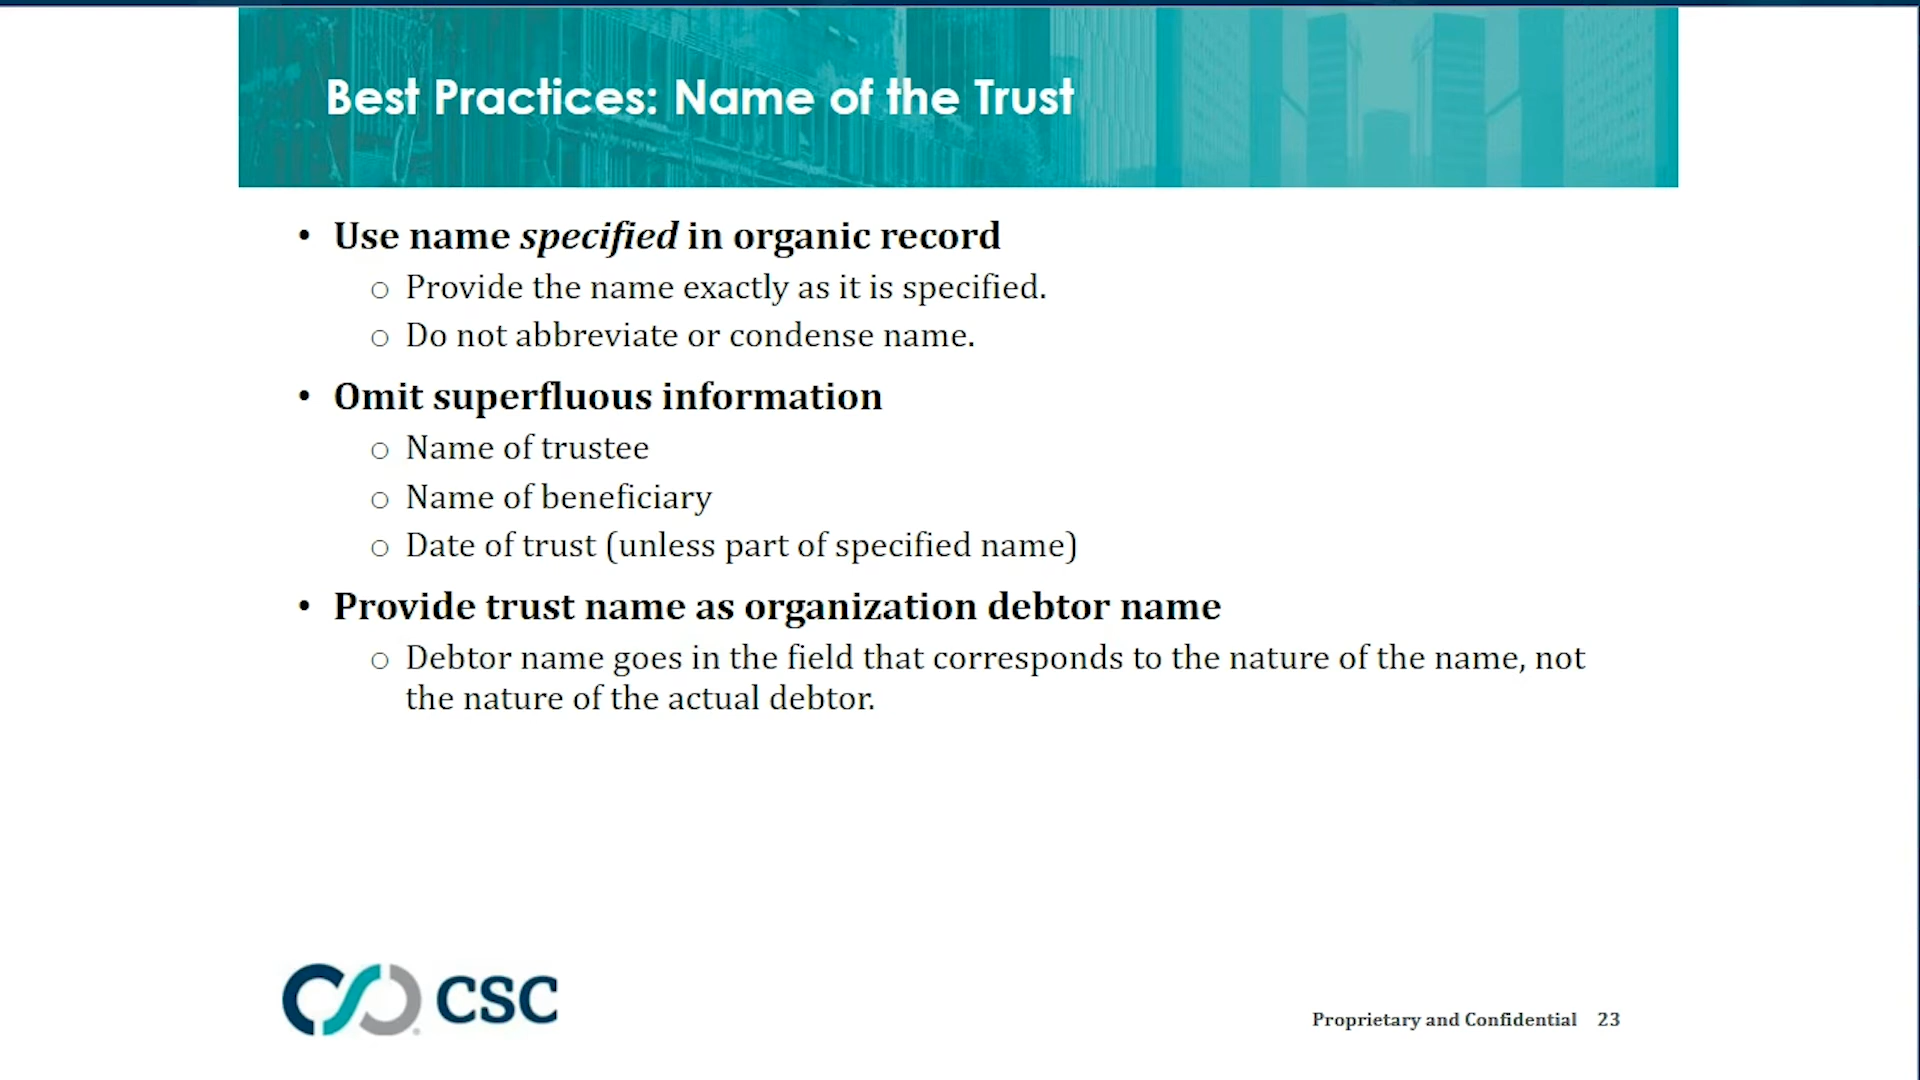 Best Practices: Name of the Trust
• Use name specified in organic record
o Provide the name exactly as it is specified.
o Do not abbreviate or condense name.
• Omit superfluous information
o Name of trustee
o Name of beneficiary
o Date of trust (unless part of specified name)
• Provide trust name as organization debtor name
o Debtor name goes in the field that corresponds to the nature of the name, not
the nature of the actual debtor.
CSC
Proprietary and Confidential 23